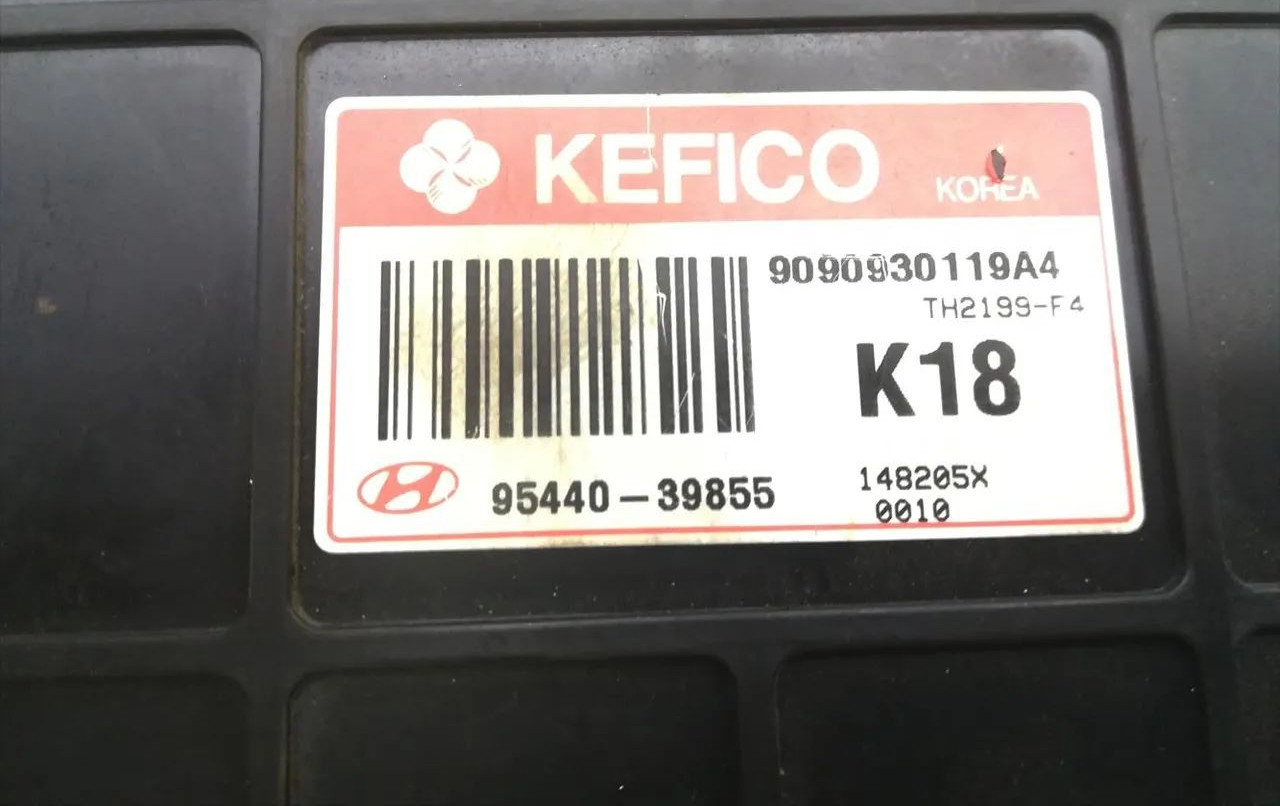 KEFICO
KOREA
9090930119A4
TH2199-F4
K18
95440-39855
148205X
0010